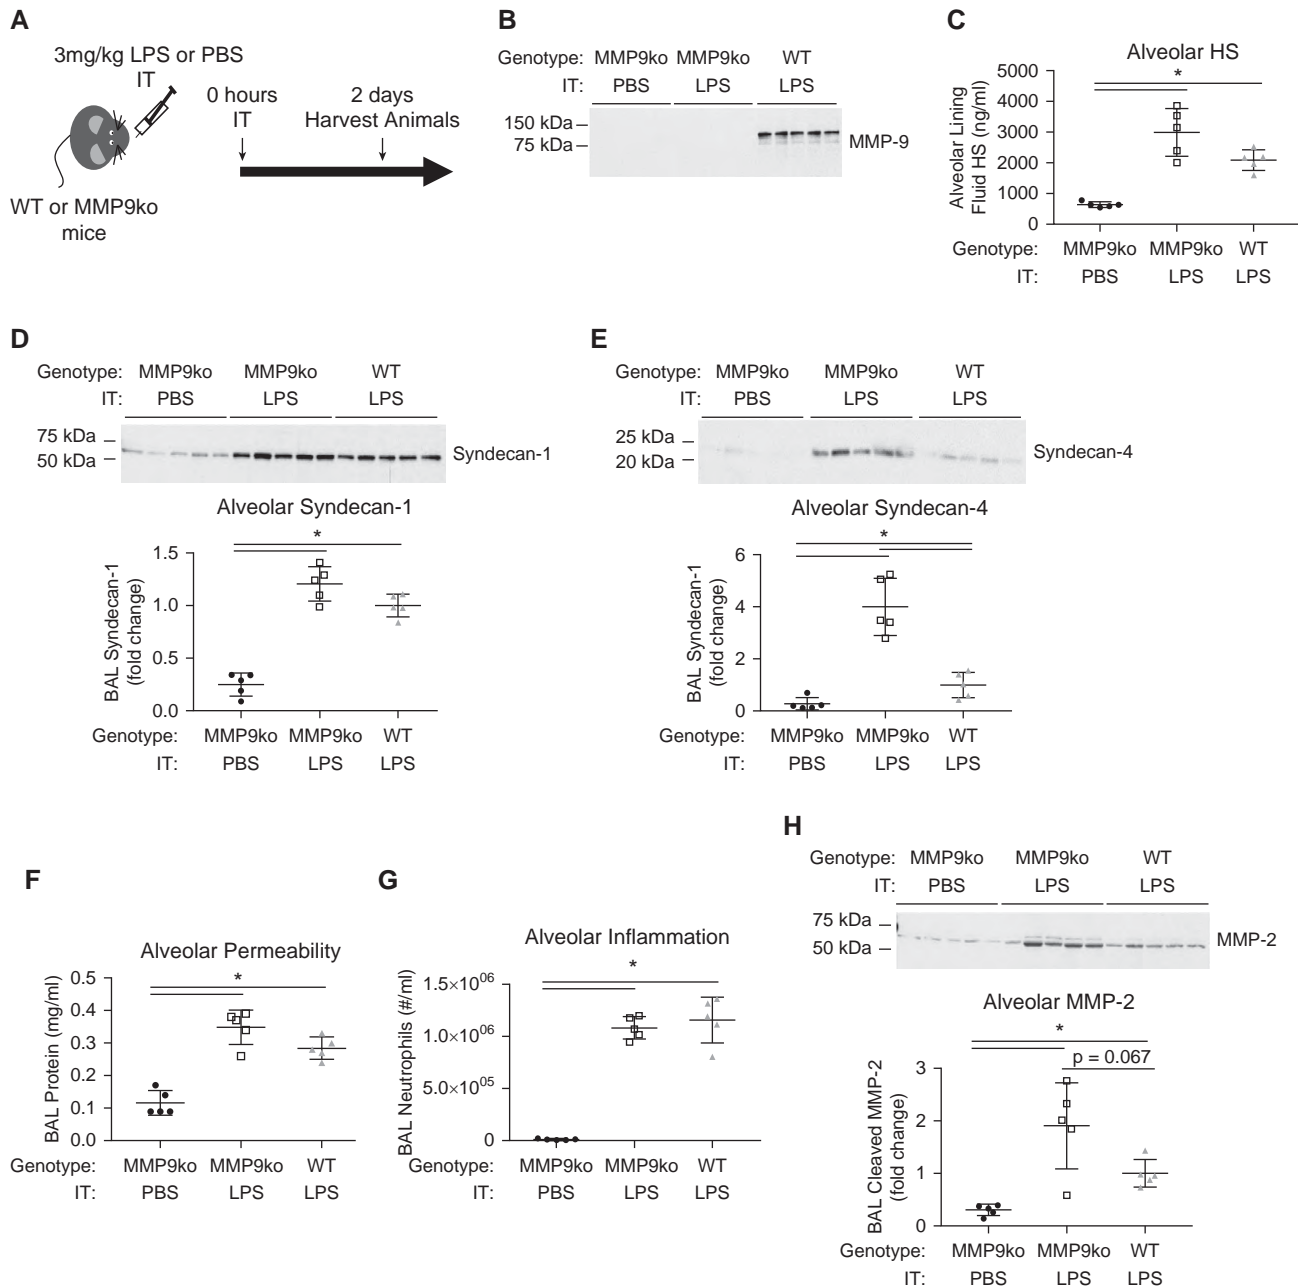 A
3mg/kg LPS or PBS
IT
0 hours
IT
2 days
Harvest Animals
WT or MMP9ko
mice
B
Genotype: MMP9ko MMP9ko WT
IT: PBS LPS LPS
150 kDa
75 kDa
MMP-9
C
Alveolar HS
*
Alveolar Lining
Fluid HS (ng/ml)
5000
4000
3000
2000
1000
0
Genotype: MMP9ko MMP9ko WT
IT: PBS LPS LPS
D
Genotype: MMP9ko MMP9ko WT
IT: PBS LPS LPS
75 kDa
50 kDa
Syndecan-1
Alveolar Syndecan-1
*
BAL Syndecan-1
(fold change)
1.5
1.0
0.5
0.0
Genotype: MMP9ko MMP9ko WT
IT: PBS LPS LPS
E
Genotype: MMP9ko MMP9ko WT
IT: PBS LPS LPS
25 kDa
20 kDa
Syndecan-4
Alveolar Syndecan-4
*
BAL Syndecan-1
(fold change)
6
4
2
0
Genotype: MMP9ko MMP9ko WT
IT: PBS LPS LPS
F
Alveolar Permeability
*
BAL Protein (mg/ml)
0.5
0.4
0.3
0.2
0.1
0.0
Genotype: MMP9ko MMP9ko WT
IT: PBS LPS LPS
G
Alveolar Inflammation
*
BAL Neutrophils (#/ml)
1.5×10⁰⁶
1.0×10⁰⁶
5.0×10⁰⁵
0
Genotype: MMP9ko MMP9ko WT
IT: PBS LPS LPS
H
Genotype: MMP9ko MMP9ko WT
IT: PBS LPS LPS
75 kDa
50 kDa
MMP-2
Alveolar MMP-2
*
p = 0.067
BAL Cleaved MMP-2
(fold change)
3
2
1
0
Genotype: MMP9ko MMP9ko WT
IT: PBS LPS LPS